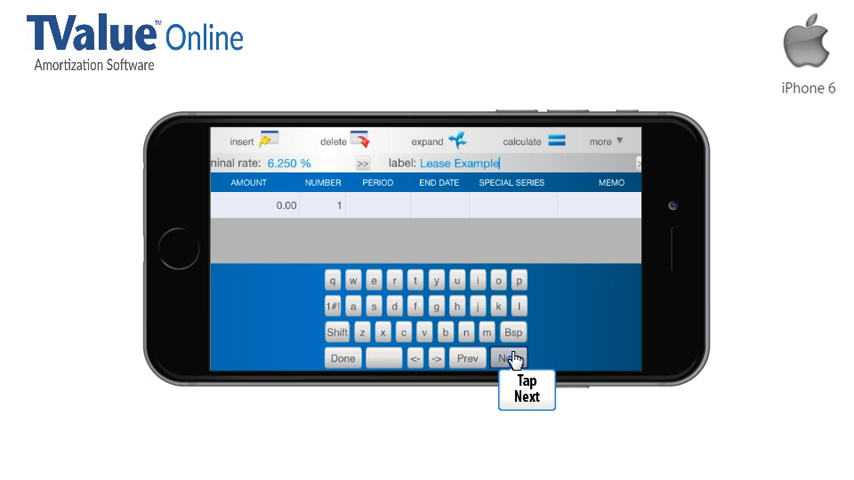 TValue™ Online
Amortization Software
iPhone 6
insert delete expand calculate more
minal rate: 6.250 % >> label: Lease Example
AMOUNT NUMBER PERIOD END DATE SPECIAL SERIES MEMO
0.00 1
q w e r t y u i o p
1#! a s d f g h j k l
Shift z x c v b n m Bsp
Done <- -> Prev
Tap
Next